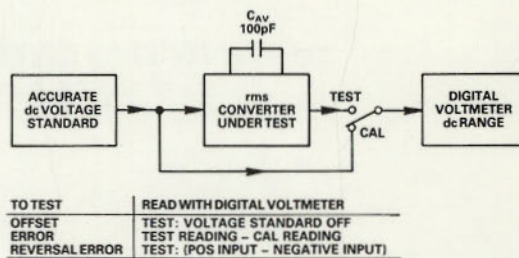 C_AV
100pF
ACCURATE
dc VOLTAGE
STANDARD
rms
CONVERTER
UNDER TEST
TEST
CAL
DIGITAL
VOLTMETER
dc RANGE
TO TEST READ WITH DIGITAL VOLTMETER
OFFSET TEST: VOLTAGE STANDARD OFF
ERROR TEST READING – CAL READING
REVERSAL ERROR TEST: (POS INPUT – NEGATIVE INPUT)